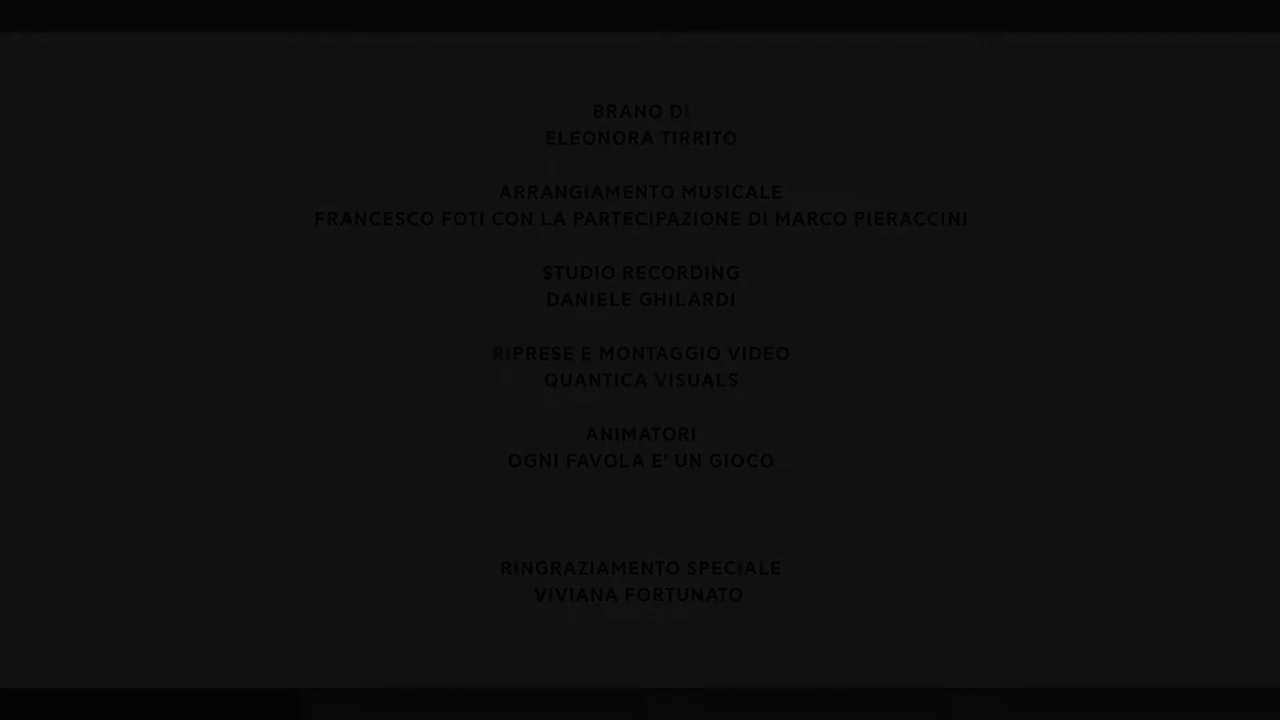 BRANO DI
ELEONORA TIRRITO
ARRANGIAMENTO MUSICALE
FRANCESCO FOTI CON LA PARTECIPAZIONE DI MARCO PIERACCINI
STUDIO RECORDING
DANIELE GHILARDI
RIPRESE E MONTAGGIO VIDEO
QUANTICA VISUALS
ANIMATORI
OGNI FAVOLA E' UN GIOCO
RINGRAZIAMENTO SPECIALE
VIVIANA FORTUNATO